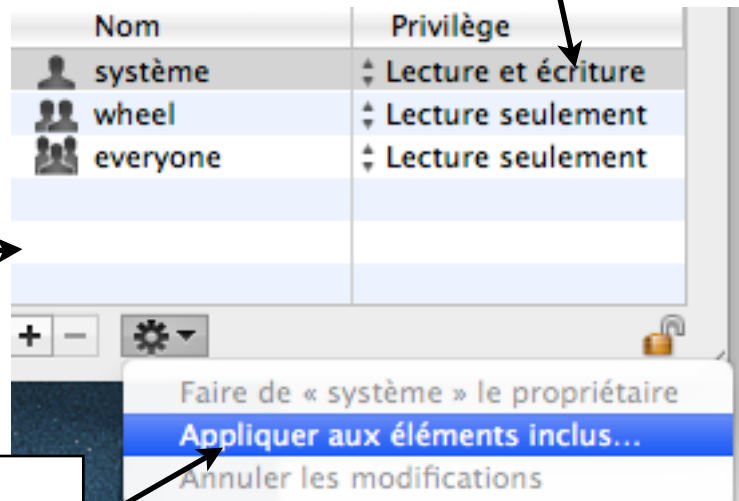 Nom Privilège
système Lecture et écriture
wheel Lecture seulement
everyone Lecture seulement
+ −
Faire de « système » le propriétaire
Appliquer aux éléments inclus...
Annuler les modifications